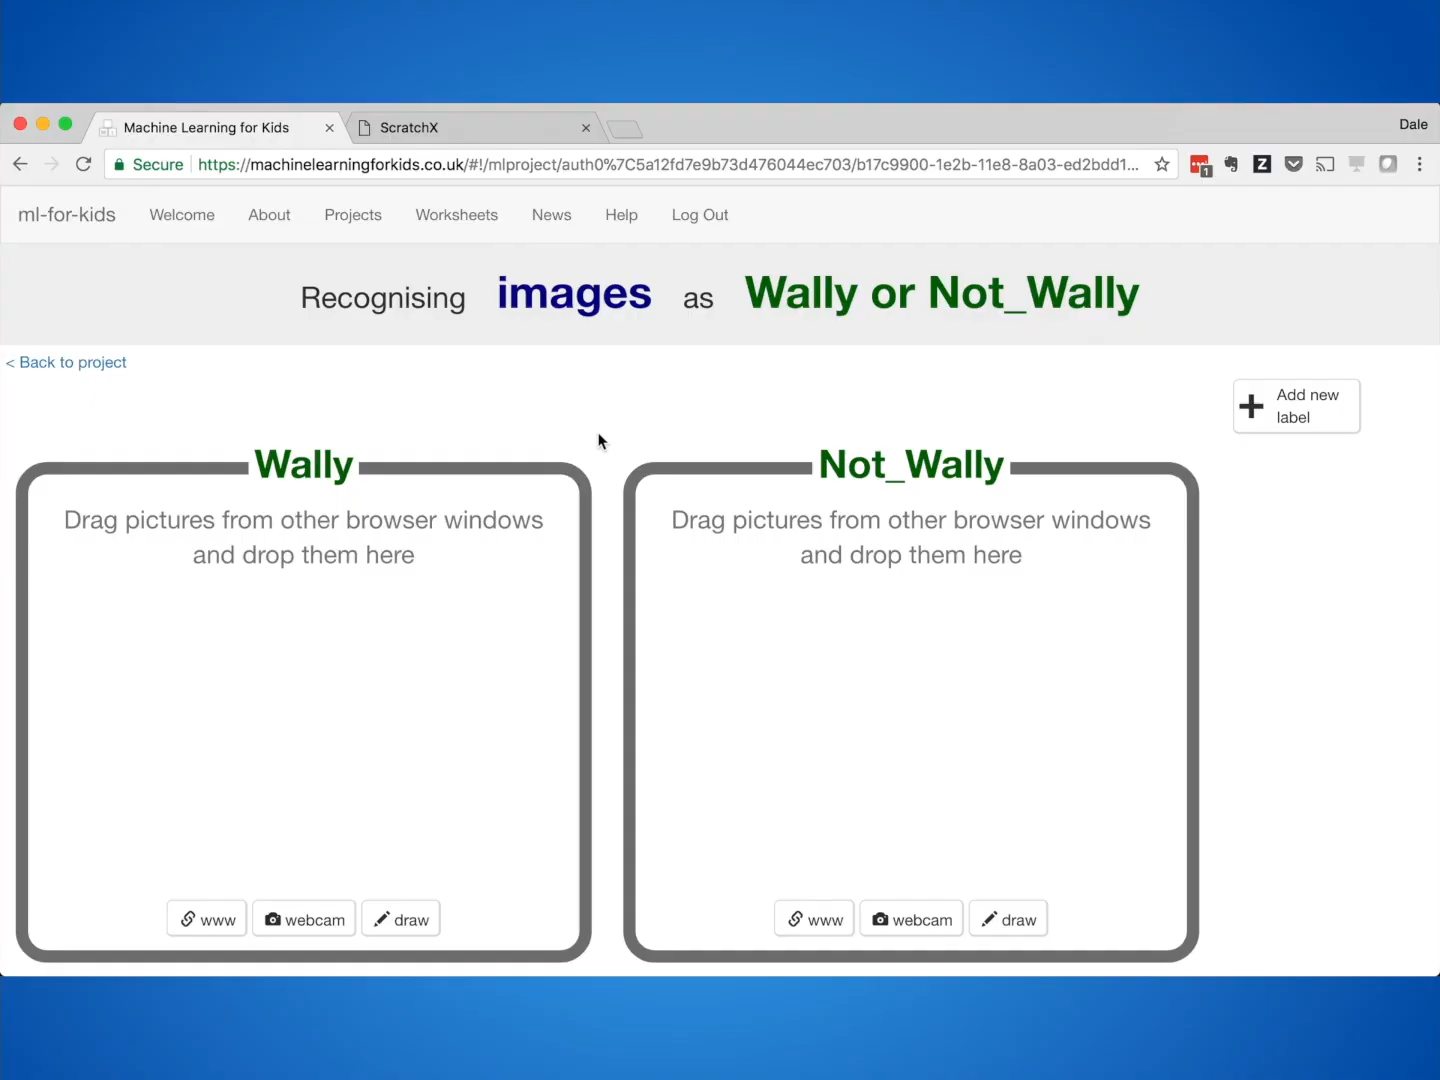 Machine Learning for Kids
ScratchX
Dale
Secure https://machinelearningforkids.co.uk/#!/mlproject/auth0%7C5a12fd7e9b73d476044ec703/b17c9900-1e2b-11e8-8a03-ed2bdd1...
1
Z
ml-for-kids Welcome About Projects Worksheets News Help Log Out
Recognising images as Wally or Not_Wally
< Back to project
Add new
label
Wally
Drag pictures from other browser windows
and drop them here
www webcam draw
Not_Wally
Drag pictures from other browser windows
and drop them here
www webcam draw